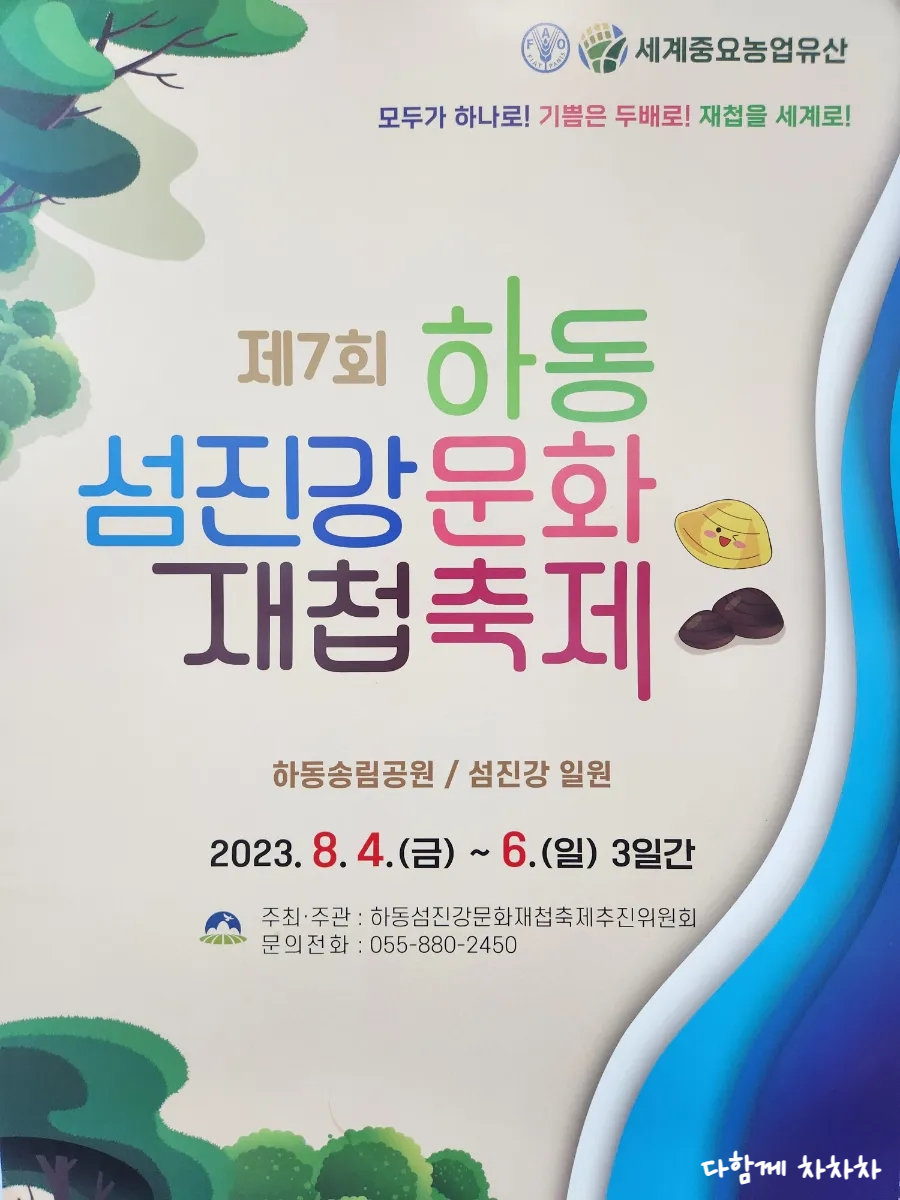 FAO
FIAT PANIS
세계중요농업유산
모두가 하나로! 기쁨은 두배로! 재첩을 세계로!
제7회 하동
섬진강문화
재첩축제
하동송림공원 / 섬진강 일원
2023. 8. 4.(금) ~ 6.(일) 3일간
주최·주관 : 하동섬진강문화재첩축제추진위원회
문의전화 : 055-880-2450
다함께 차차차